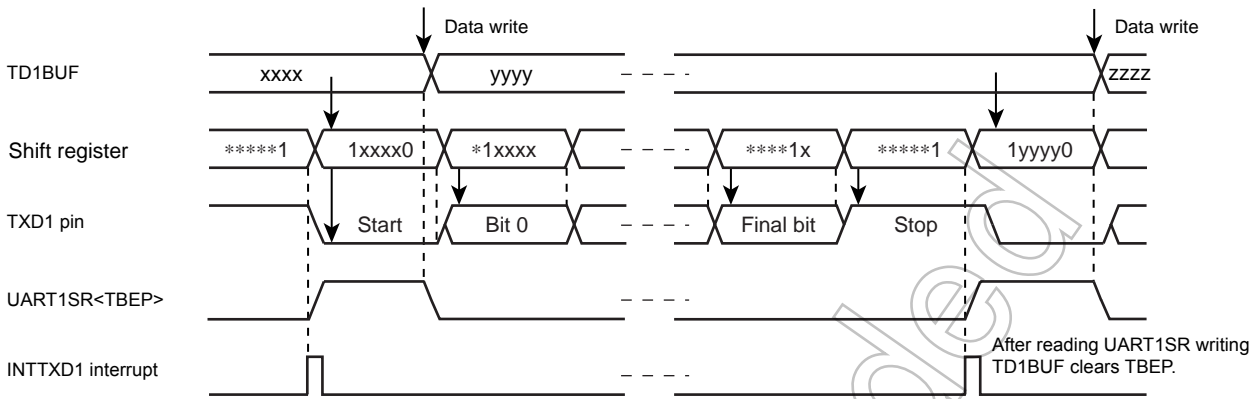 Data write
Data write
TD1BUF
xxxx
yyyy
zzzz
Shift register
*****1
1xxxx0
*1xxxx
****1x
*****1
1yyyy0
TXD1 pin
Start
Bit 0
Final bit
Stop
UART1SR<TBEP>
INTTXD1 interrupt
After reading UART1SR writing
TD1BUF clears TBEP.
ded